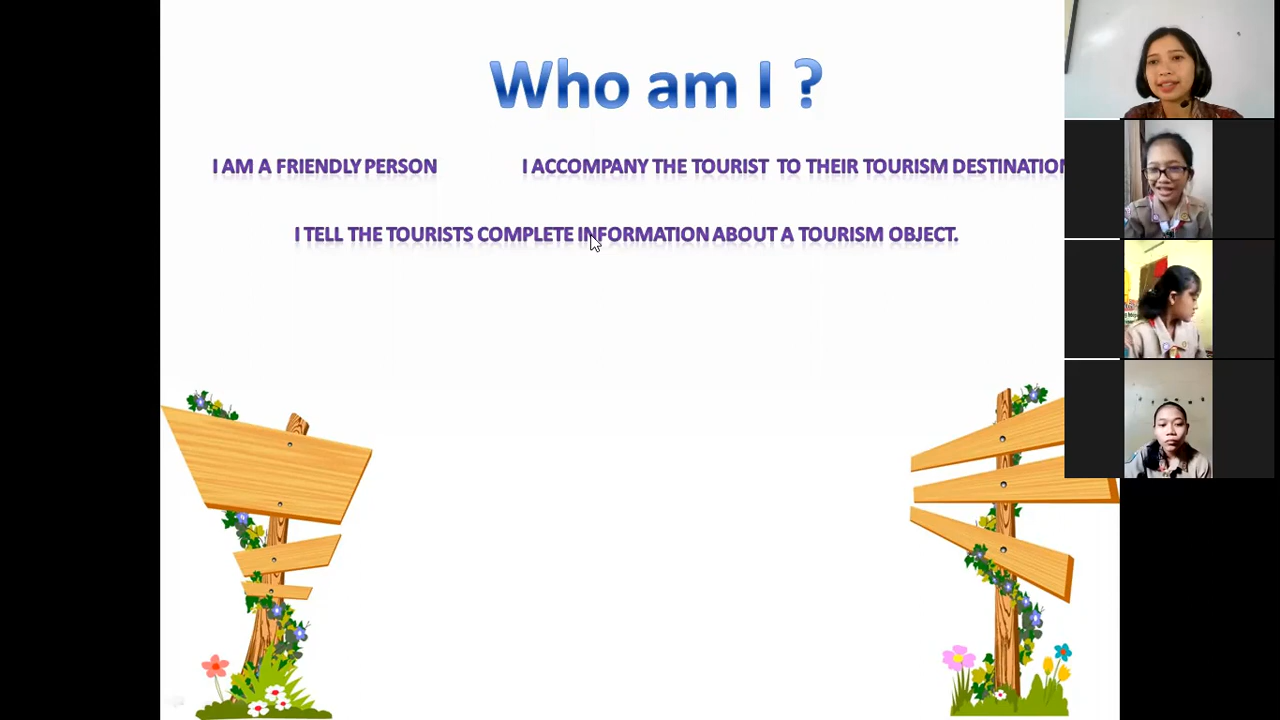 Who am I ?
I AM A FRIENDLY PERSON
I ACCOMPANY THE TOURIST TO THEIR TOURISM DESTINATION
I TELL THE TOURISTS COMPLETE INFORMATION ABOUT A TOURISM OBJECT.